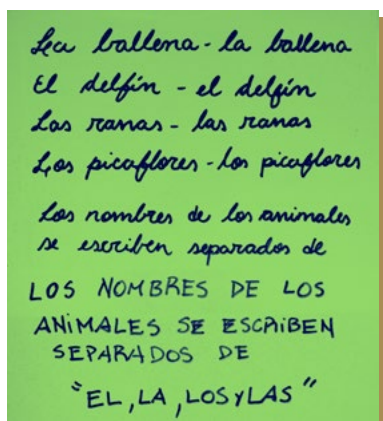 La ballena - la ballena
El delfín - el delfín
Las ranas - las ranas
Los picaflores - los picaflores
Los nombres de los animales
se escriben separados de
LOS NOMBRES DE LOS
ANIMALES SE ESCRIBEN
SEPARADOS DE
"EL, LA, LOS Y LAS"